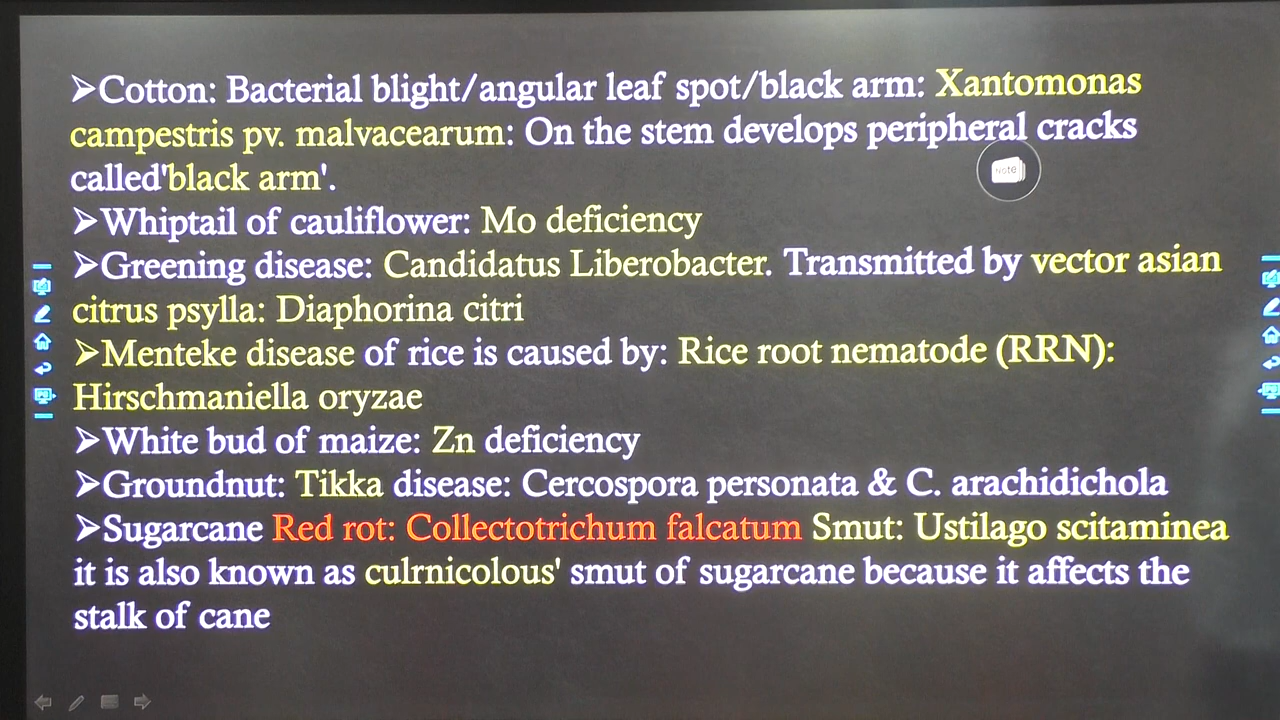 ➢Cotton: Bacterial blight/angular leaf spot/black arm: Xantomonas
campestris pv. malvacearum: On the stem develops peripheral cracks
called'black arm'.
Note
➢Whiptail of cauliflower: Mo deficiency
➢Greening disease: Candidatus Liberobacter. Transmitted by vector asian
citrus psylla: Diaphorina citri
➢Menteke disease of rice is caused by: Rice root nematode (RRN):
Hirschmaniella oryzae
➢White bud of maize: Zn deficiency
➢Groundnut: Tikka disease: Cercospora personata & C. arachidichola
➢Sugarcane Red rot: Collectotrichum falcatum Smut: Ustilago scitaminea
it is also known as culrnicolous' smut of sugarcane because it affects the
stalk of cane